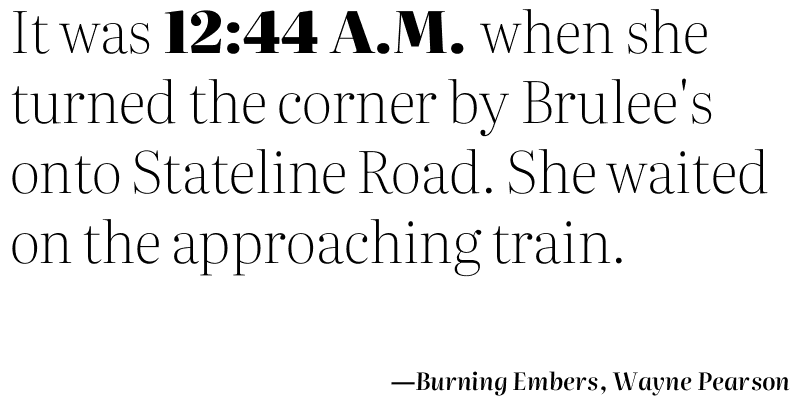 It was 12:44 A.M. when she
turned the corner by Brulee's
onto Stateline Road. She waited
on the approaching train.
—Burning Embers, Wayne Pearson